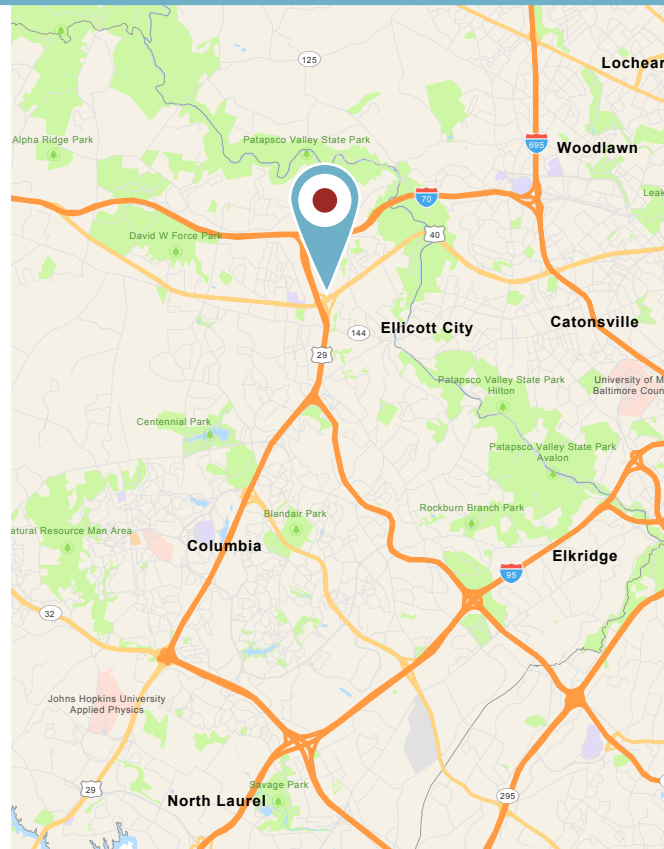 125
Lochear
Alpha Ridge Park
Patapsco Valley State Park
695
Woodlawn
Leak
70
David W Force Park
40
144
Ellicott City
Catonsville
29
Patapsco Valley State Park
Hilton
University of M
Baltimore Coun
Centennial Park
Patapsco Valley State Park
Avalon
Blandair Park
Rockburn Branch Park
atural Resource Man Area
Columbia
Elkridge
95
32
Johns Hopkins University
Applied Physics
29
Savage Park
295
North Laurel